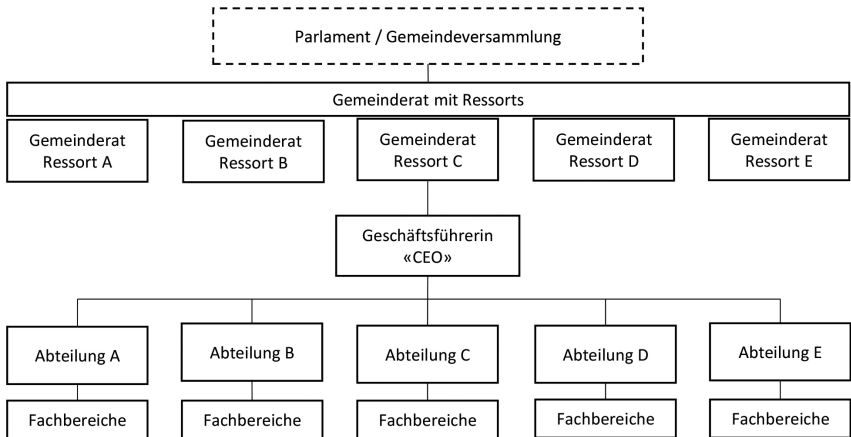 Parlament / Gemeindeversammlung
Gemeinderat mit Ressorts
Gemeinderat
Ressort A
Gemeinderat
Ressort B
Gemeinderat
Ressort C
Gemeinderat
Ressort D
Gemeinderat
Ressort E
Geschäftsführerin
«CEO»
Abteilung A
Abteilung B
Abteilung C
Abteilung D
Abteilung E
Fachbereiche
Fachbereiche
Fachbereiche
Fachbereiche
Fachbereiche